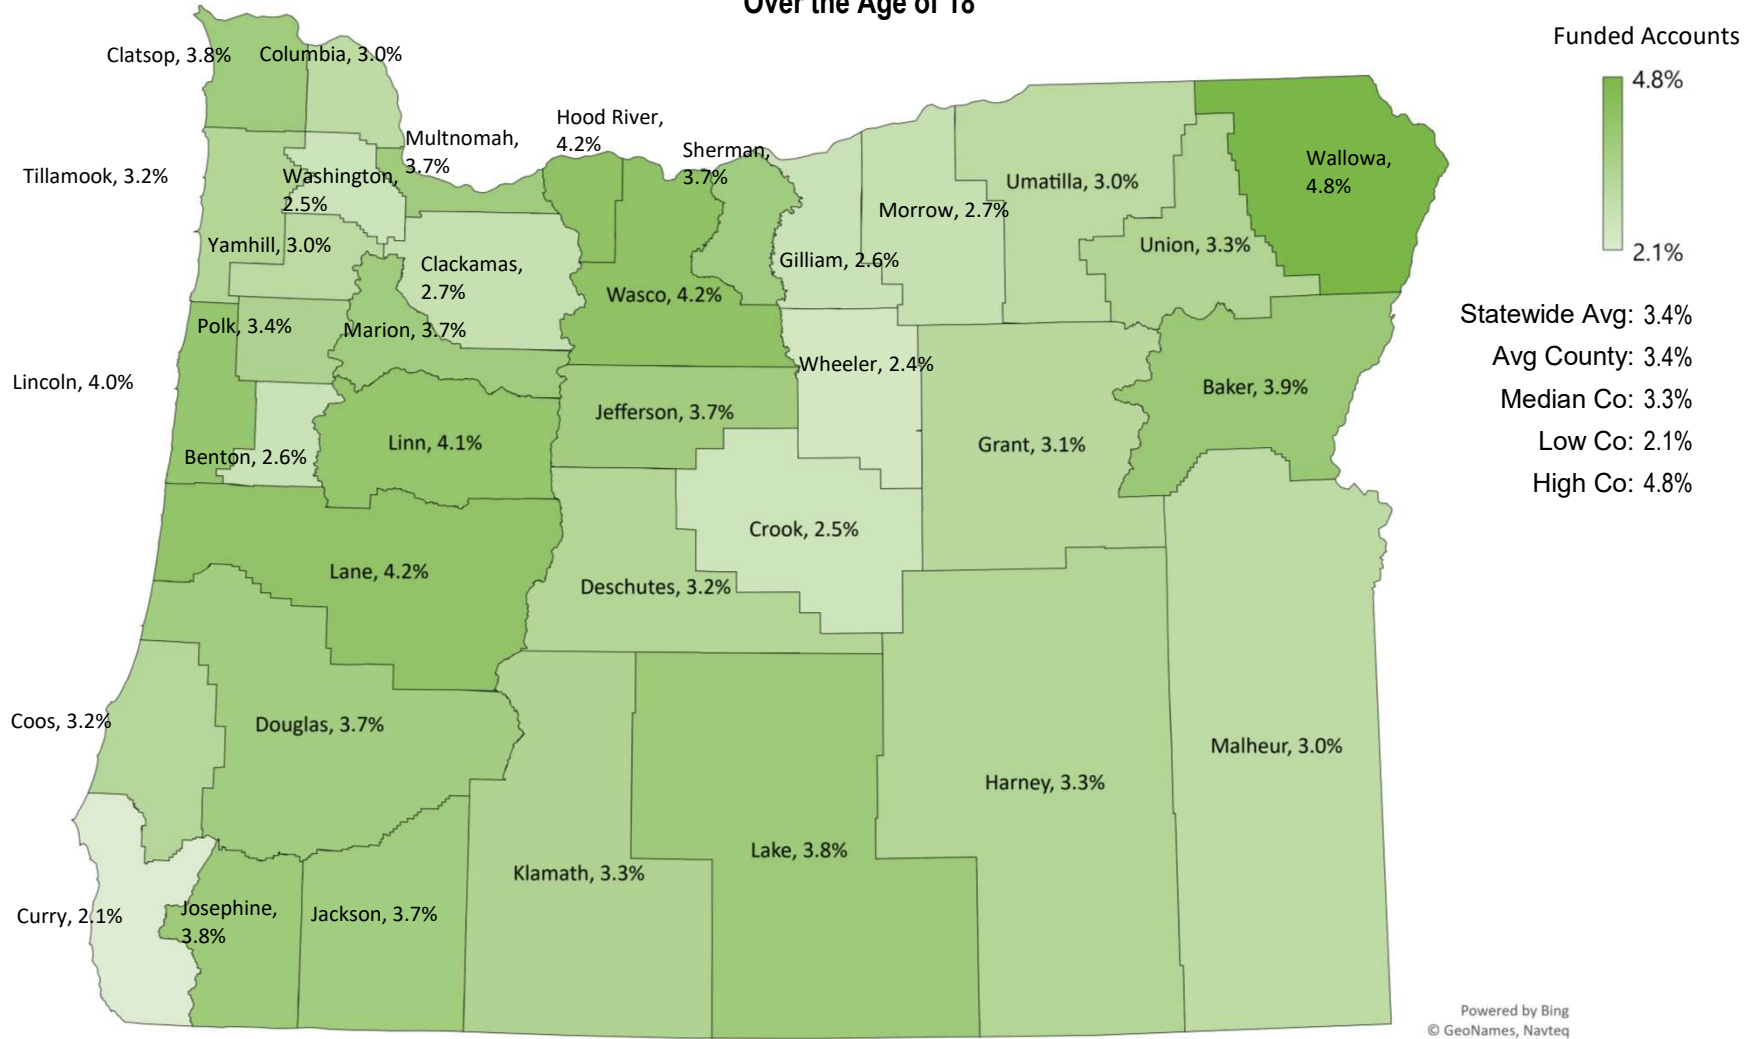 Over the Age of 18
Clatsop, 3.8%
Columbia, 3.0%
Funded Accounts
4.8%
2.1%
Hood River,
4.2%
Multnomah,
3.7%
Sherman,
3.7%
Tillamook, 3.2%
Washington,
2.5%
Wallowa,
4.8%
Umatilla, 3.0%
Morrow, 2.7%
Yamhill, 3.0%
Union, 3.3%
Clackamas,
2.7%
Gilliam, 2.6%
Wasco, 4.2%
Polk, 3.4%
Marion, 3.7%
Statewide Avg: 3.4%
Avg County: 3.4%
Median Co: 3.3%
Low Co: 2.1%
High Co: 4.8%
Wheeler, 2.4%
Lincoln, 4.0%
Baker, 3.9%
Jefferson, 3.7%
Linn, 4.1%
Grant, 3.1%
Benton, 2.6%
Crook, 2.5%
Lane, 4.2%
Deschutes, 3.2%
Coos, 3.2%
Douglas, 3.7%
Malheur, 3.0%
Harney, 3.3%
Lake, 3.8%
Klamath, 3.3%
Curry, 2.1%
Josephine,
3.8%
Jackson, 3.7%
Powered by Bing
© GeoNames, Navteq